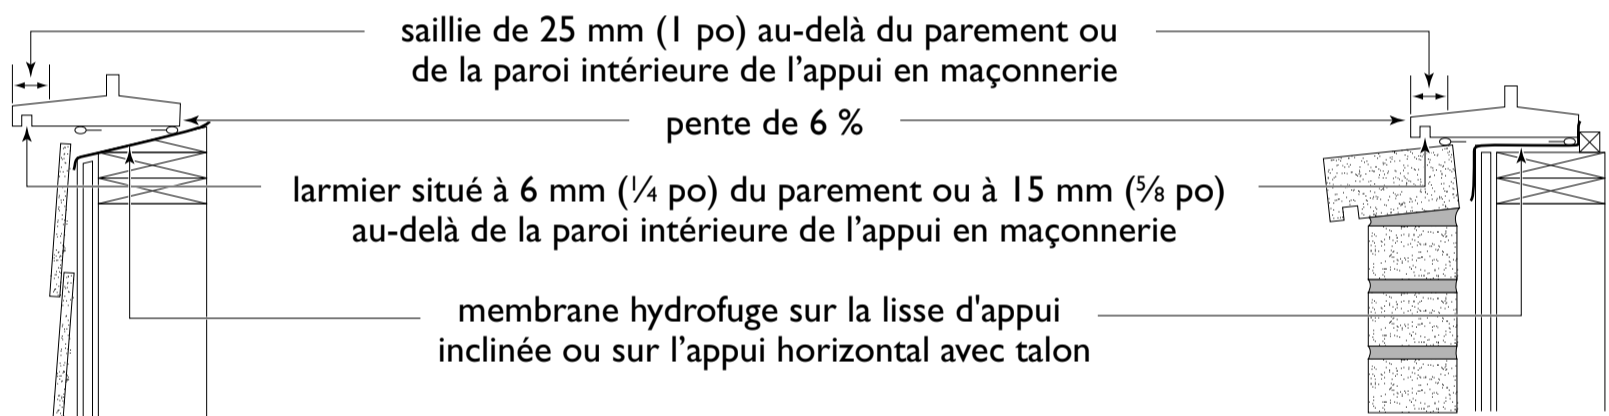 saillie de 25 mm (1 po) au-delà du parement ou
de la paroi intérieure de l’appui en maçonnerie
pente de 6 %
larmier situé à 6 mm (¼ po) du parement ou à 15 mm (⅝ po)
au-delà de la paroi intérieure de l’appui en maçonnerie
membrane hydrofuge sur la lisse d'appui
inclinée ou sur l’appui horizontal avec talon